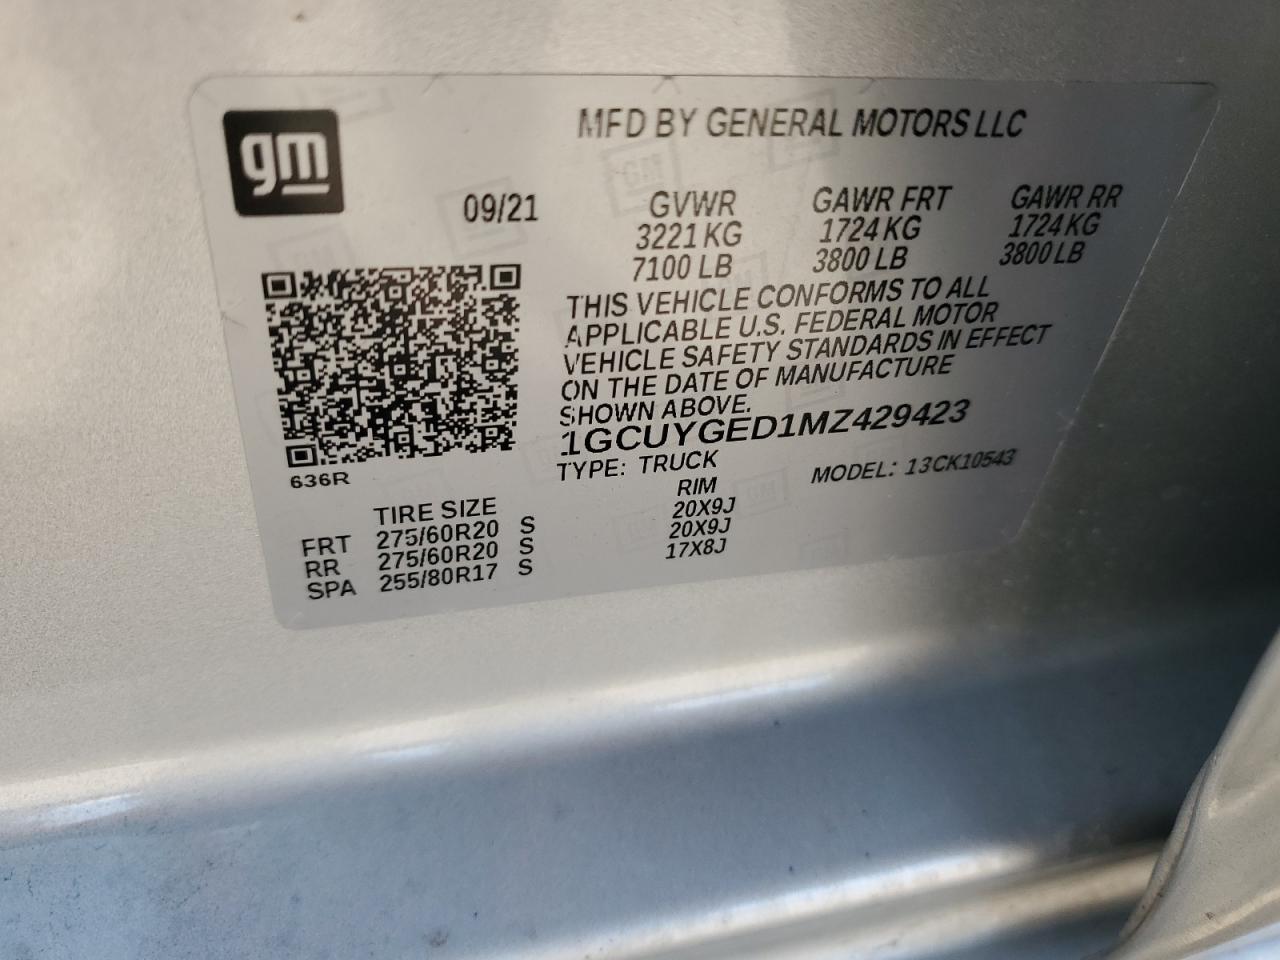 gm
MFD BY GENERAL MOTORS LLC
09/21
GVWR GAWR FRT GAWR RR
3221 KG 1724 KG 1724 KG
7100 LB 3800 LB 3800 LB
THIS VEHICLE CONFORMS TO ALL
APPLICABLE U.S. FEDERAL MOTOR
VEHICLE SAFETY STANDARDS IN EFFECT
ON THE DATE OF MANUFACTURE
SHOWN ABOVE.
1GCUYGED1MZ429423
TYPE: TRUCK MODEL: 13CK10543
636R
TIRE SIZE RIM
FRT 275/60R20 S 20X9J
RR 275/60R20 S 20X9J
SPA 255/80R17 S 17X8J